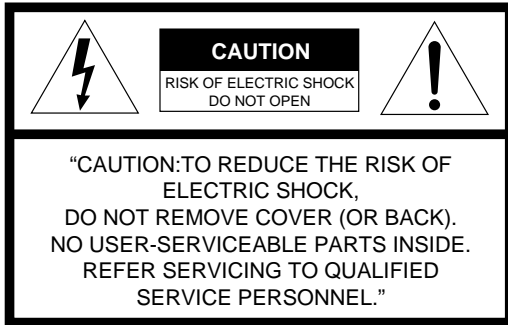 CAUTION
RISK OF ELECTRIC SHOCK
DO NOT OPEN
“CAUTION:TO REDUCE THE RISK OF
ELECTRIC SHOCK,
DO NOT REMOVE COVER (OR BACK).
NO USER-SERVICEABLE PARTS INSIDE.
REFER SERVICING TO QUALIFIED
SERVICE PERSONNEL.”